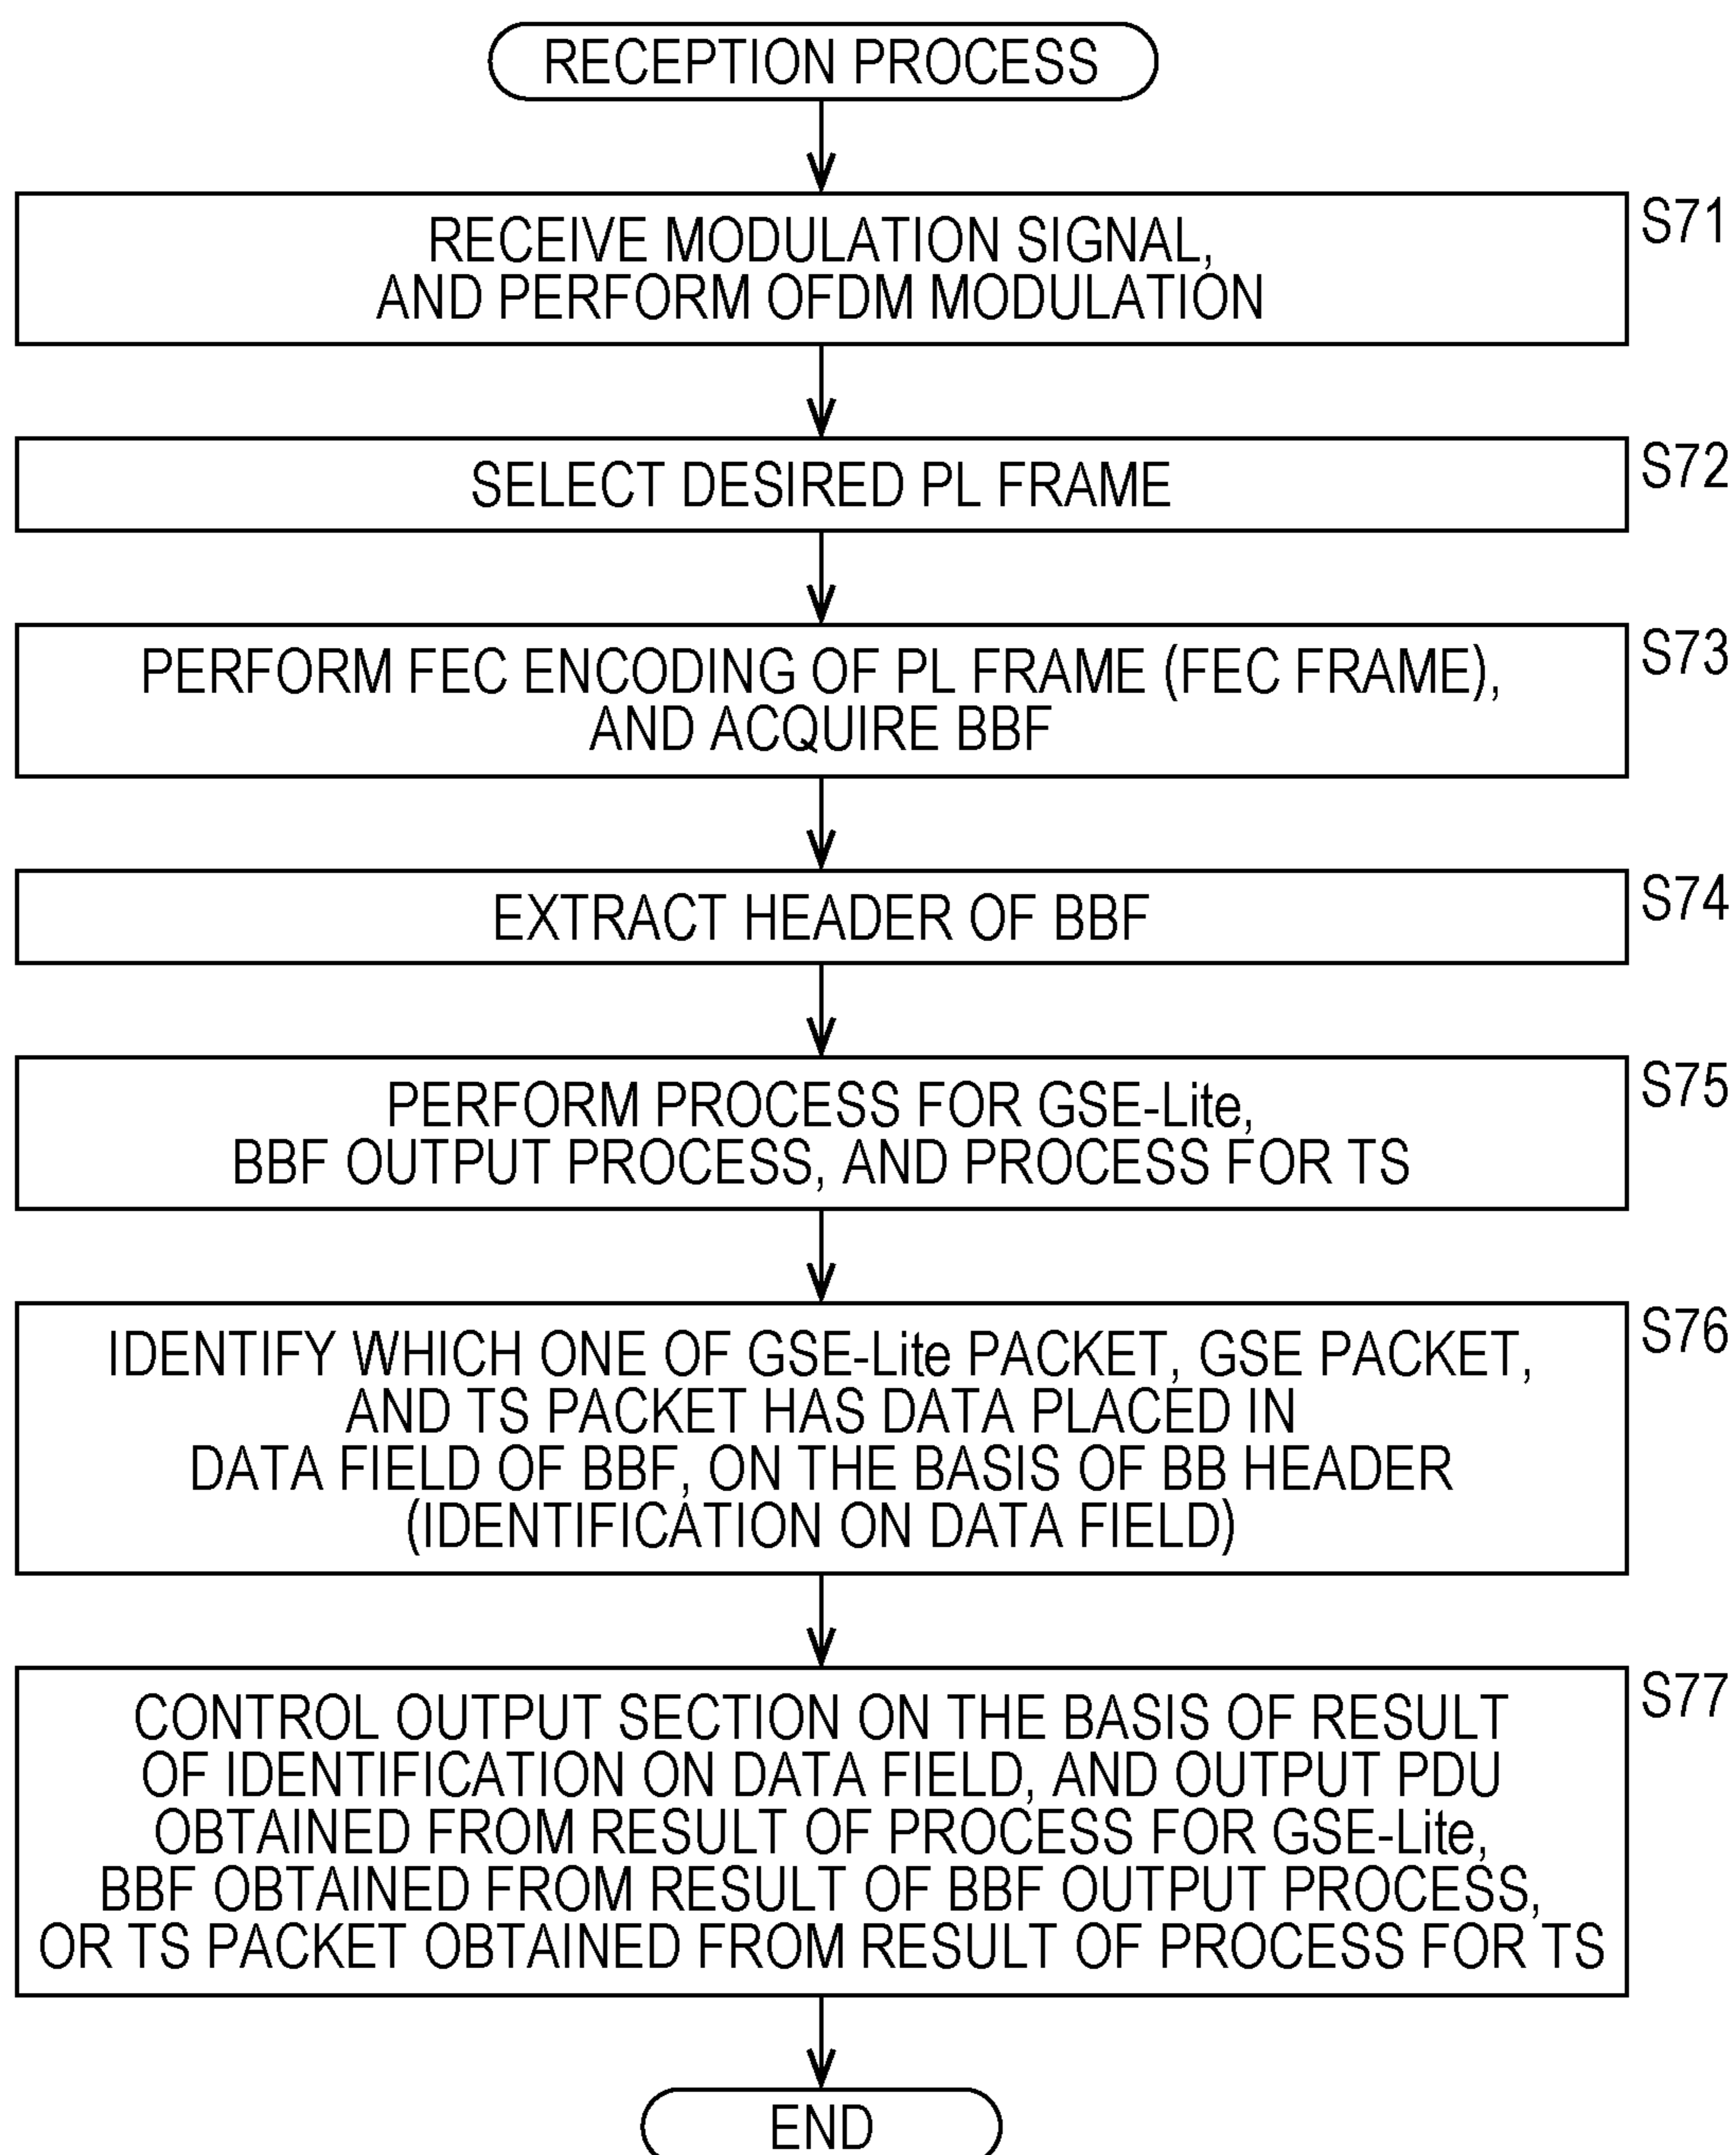 RECEPTION PROCESS
RECEIVE MODULATION SIGNAL,
AND PERFORM OFDM MODULATION
S71
SELECT DESIRED PL FRAME
S72
PERFORM FEC ENCODING OF PL FRAME (FEC FRAME),
AND ACQUIRE BBF
S73
EXTRACT HEADER OF BBF
S74
PERFORM PROCESS FOR GSE-Lite,
BBF OUTPUT PROCESS, AND PROCESS FOR TS
S75
IDENTIFY WHICH ONE OF GSE-Lite PACKET, GSE PACKET,
AND TS PACKET HAS DATA PLACED IN
DATA FIELD OF BBF, ON THE BASIS OF BB HEADER
(IDENTIFICATION ON DATA FIELD)
S76
CONTROL OUTPUT SECTION ON THE BASIS OF RESULT
OF IDENTIFICATION ON DATA FIELD, AND OUTPUT PDU
OBTAINED FROM RESULT OF PROCESS FOR GSE-Lite,
BBF OBTAINED FROM RESULT OF BBF OUTPUT PROCESS,
OR TS PACKET OBTAINED FROM RESULT OF PROCESS FOR TS
S77
END